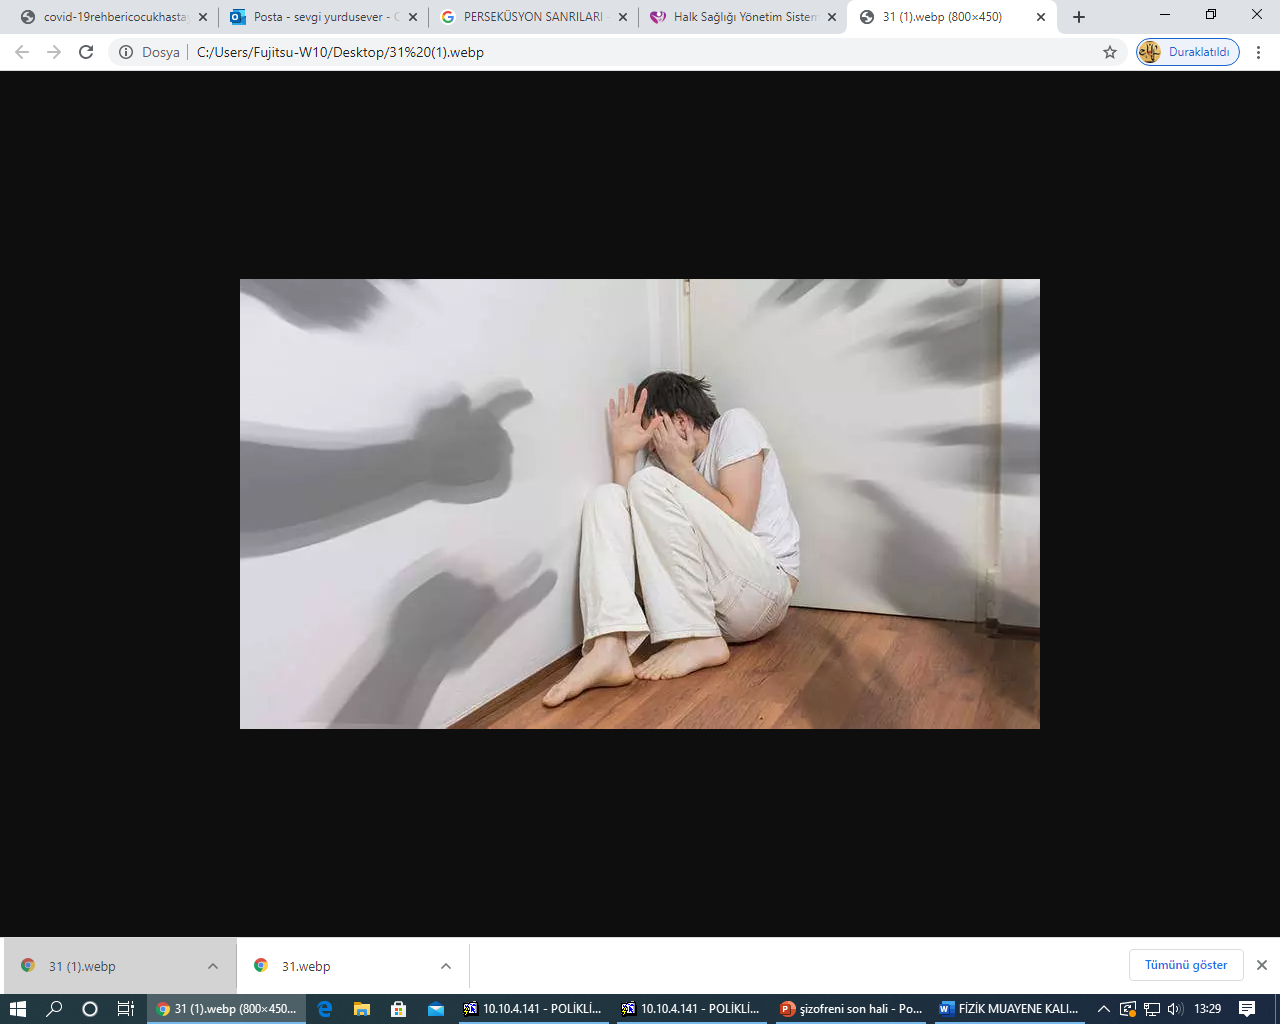 covid-19rehbericocukhasta
Posta - sevgi yurdusever - 
PERSEKÜSYON SANRILARI -
Halk Sağlığı Yönetim Sistem
31 (1).webp (800×450)
Dosya
C:/Users/Fujitsu-W10/Desktop/31%20(1).webp
Duraklatıldı
31 (1).webp
31.webp
Tümünü göster
31 (1).webp (800×450...
10.10.4.141 - POLİKLİ...
10.10.4.141 - POLİKLİ...
şizofreni son hali - Po...
FİZİK MUAYENE KALI...
13:29